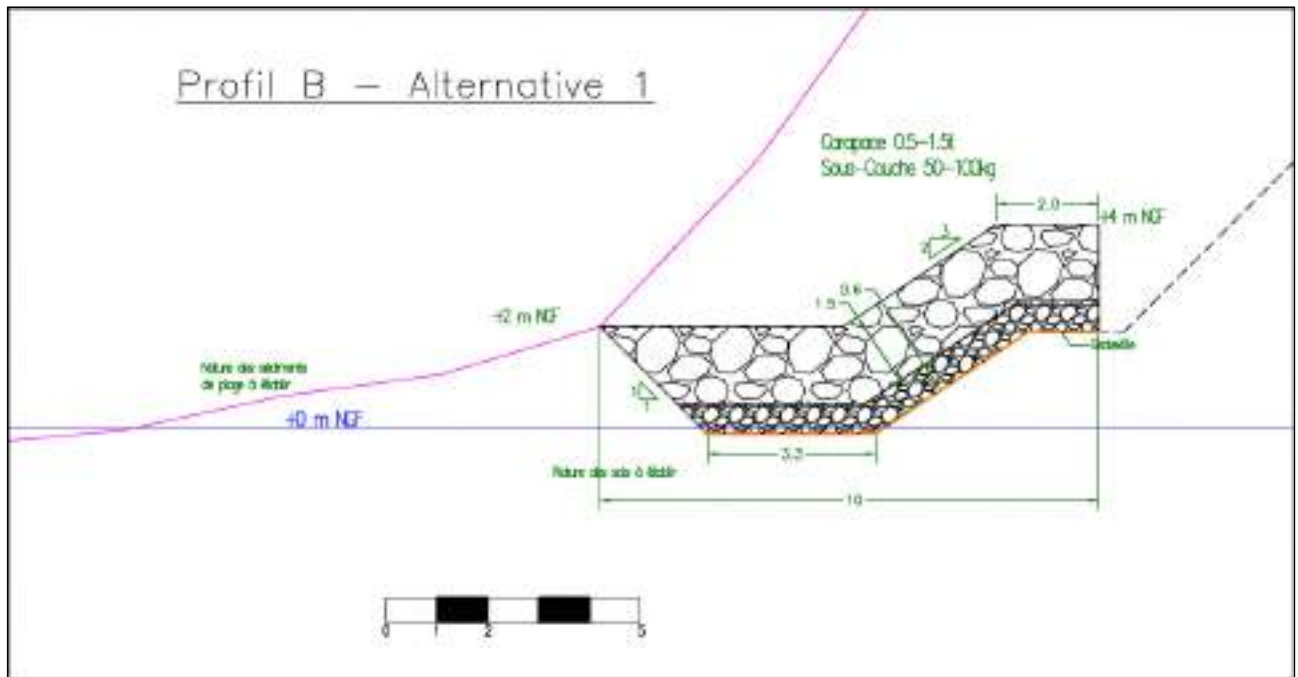 Profil B – Alternative 1
Carapace 0.5–1.5t
Sous-Couche 50–100kg
2.0
+4 m NGF
3
2
0.6
1.5
+2 m NGF
Nature des sédiments
de plage à établir
1
1
+0 m NGF
3.3
Nature des sols à établir
10
0
1
2
5